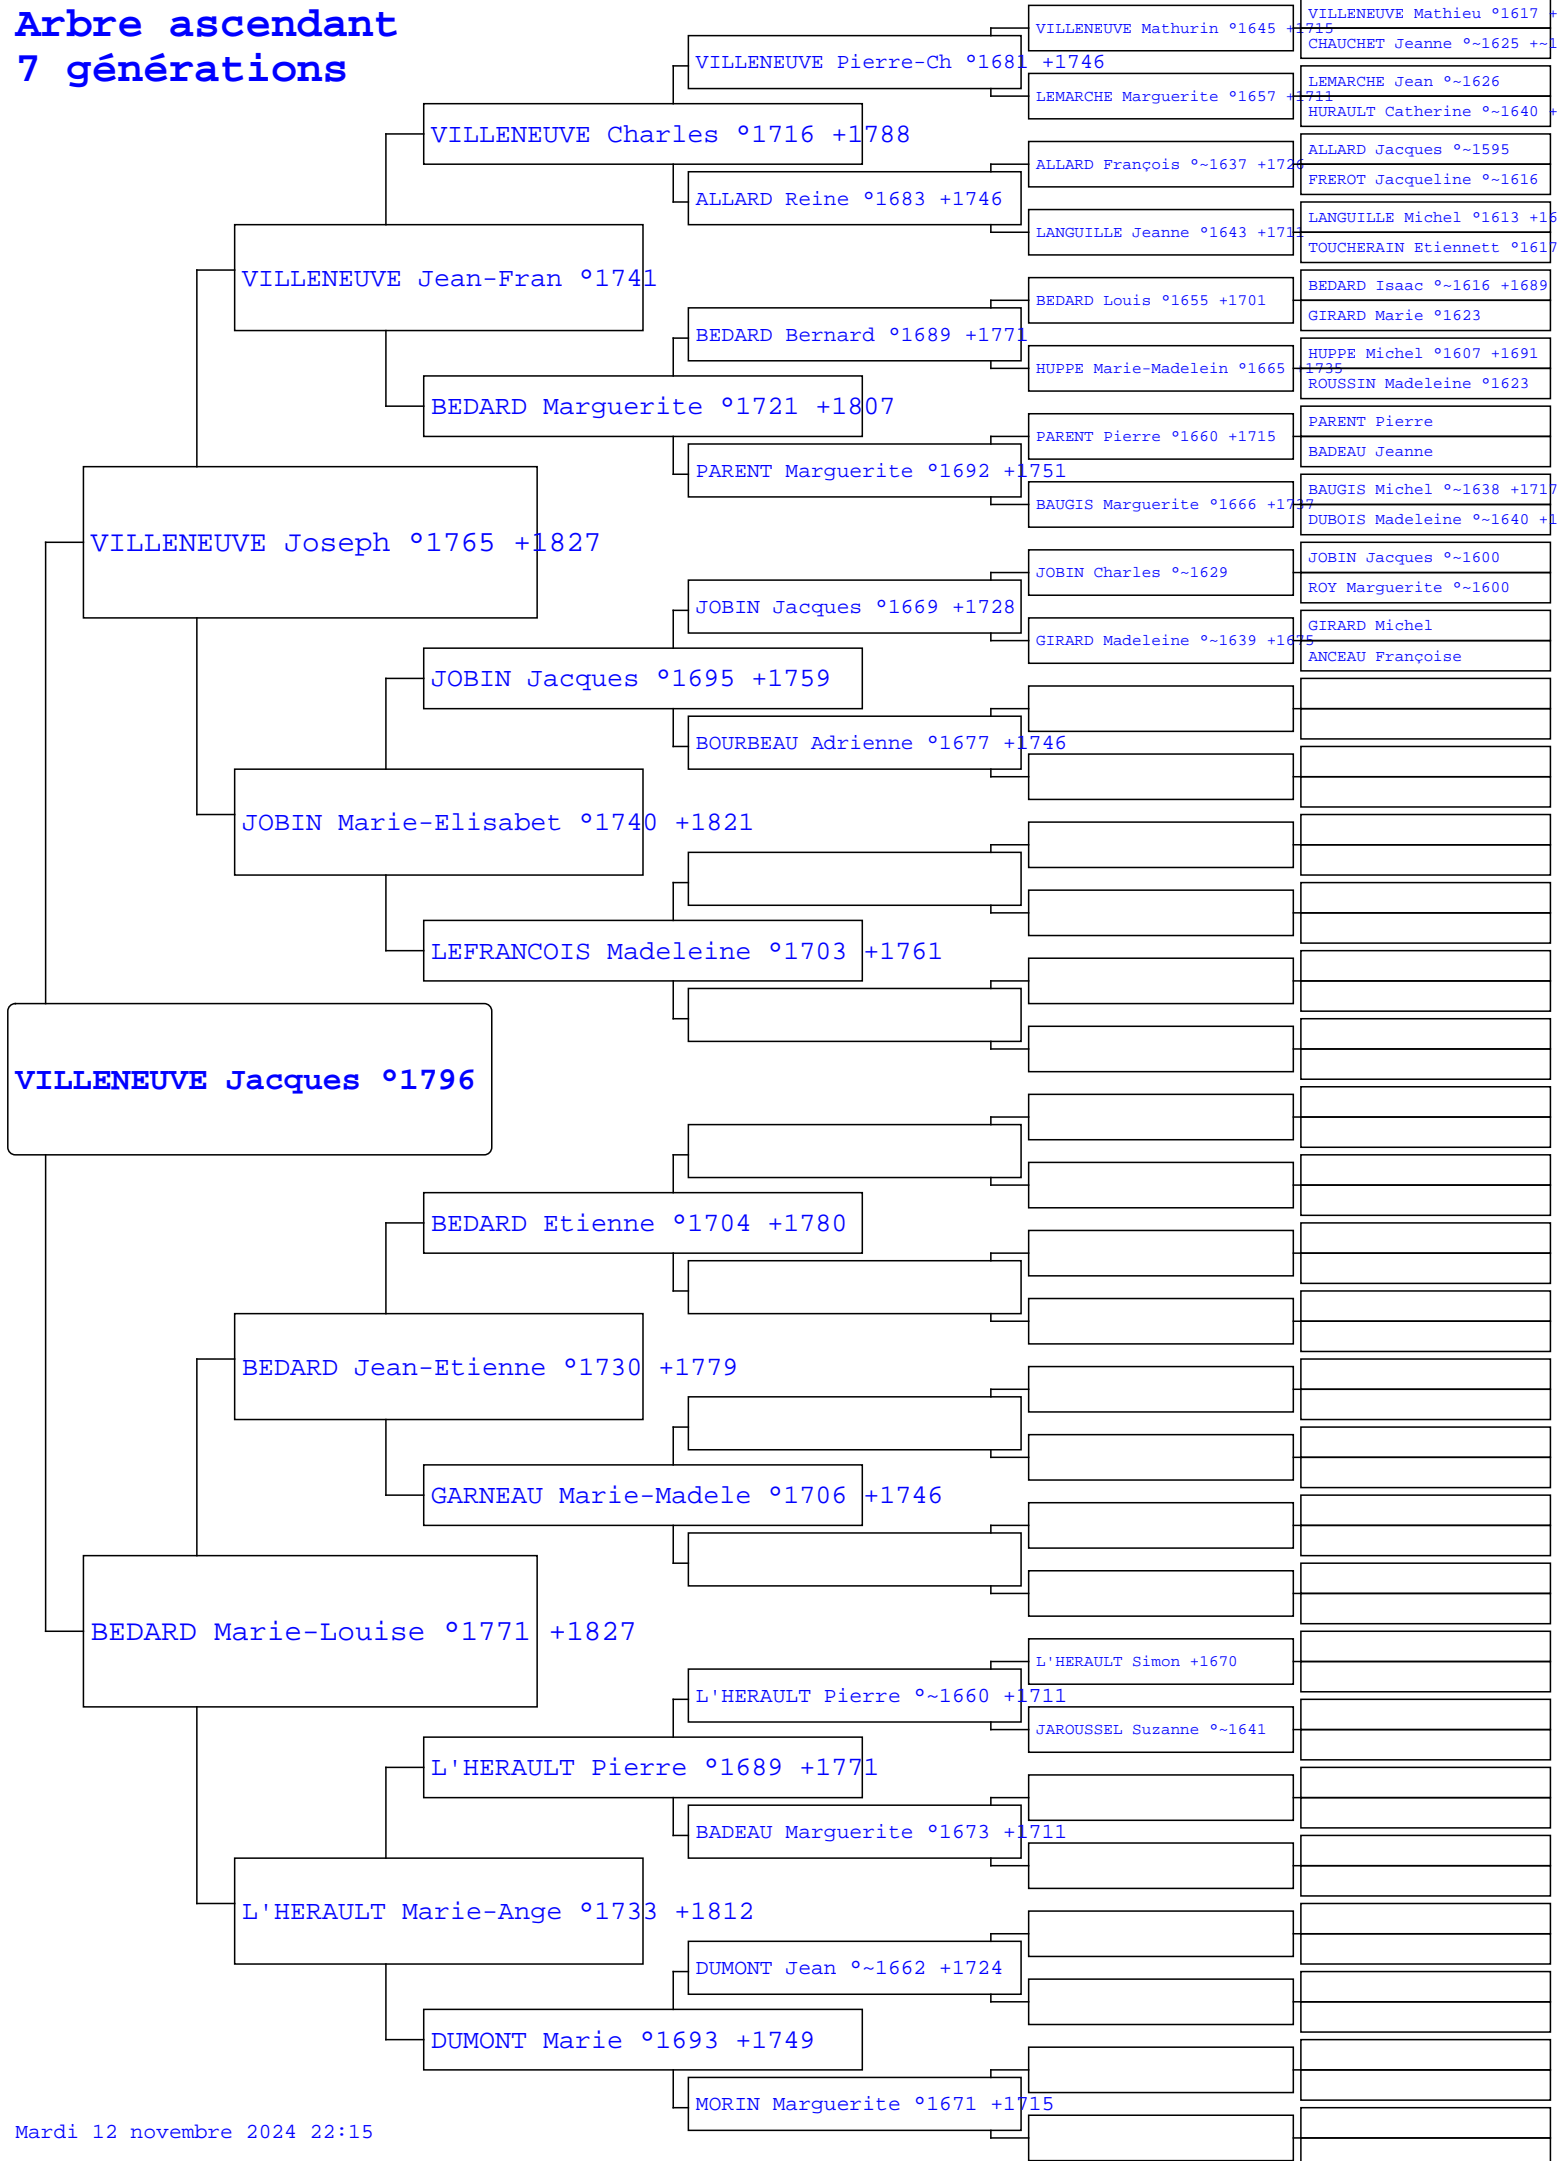 Arbre ascendant
7 générations
VILLENEUVE Jacques °1796
VILLENEUVE Joseph °1765 +1827
BEDARD Marie-Louise °1771 +1827
VILLENEUVE Jean-Fran °1741
JOBIN Marie-Elisabet °1740 +1821
BEDARD Jean-Etienne °1730 +1779
L'HERAULT Marie-Ange °1733 +1812
VILLENEUVE Charles °1716 +1788
BEDARD Marguerite °1721 +1807
JOBIN Jacques °1695 +1759
LEFRANCOIS Madeleine °1703 +1761
BEDARD Etienne °1704 +1780
GARNEAU Marie-Madele °1706 +1746
L'HERAULT Pierre °1689 +1771
DUMONT Marie °1693 +1749
VILLENEUVE Pierre-Ch °1681 +1746
ALLARD Reine °1683 +1746
BEDARD Bernard °1689 +1771
PARENT Marguerite °1692 +1751
JOBIN Jacques °1669 +1728
BOURBEAU Adrienne °1677 +1746
L'HERAULT Pierre °~1660 +1711
BADEAU Marguerite °1673 +1711
DUMONT Jean °~1662 +1724
MORIN Marguerite °1671 +1715
VILLENEUVE Mathurin °1645 +1715
LEMARCHE Marguerite °1657 +1711
ALLARD François °~1637 +1726
LANGUILLE Jeanne °1643 +1711
BEDARD Louis °1655 +1701
HUPPE Marie-Madelein °1665 +1735
PARENT Pierre °1660 +1715
BAUGIS Marguerite °1666 +1737
JOBIN Charles °~1629
GIRARD Madeleine °~1639 +1675
L'HERAULT Simon +1670
JAROUSSEL Suzanne °~1641
VILLENEUVE Mathieu °1617 +
CHAUCHET Jeanne °~1625 +~1
LEMARCHE Jean °~1626
HURAULT Catherine °~1640 +
ALLARD Jacques °~1595
FREROT Jacqueline °~1616
LANGUILLE Michel °1613 +16
TOUCHERAIN Etiennett °1617
BEDARD Isaac °~1616 +1689
GIRARD Marie °1623
HUPPE Michel °1607 +1691
ROUSSIN Madeleine °1623
PARENT Pierre
BADEAU Jeanne
BAUGIS Michel °~1638 +1717
DUBOIS Madeleine °~1640 +1
JOBIN Jacques °~1600
ROY Marguerite °~1600
GIRARD Michel
ANCEAU Françoise
Mardi 12 novembre 2024 22:15